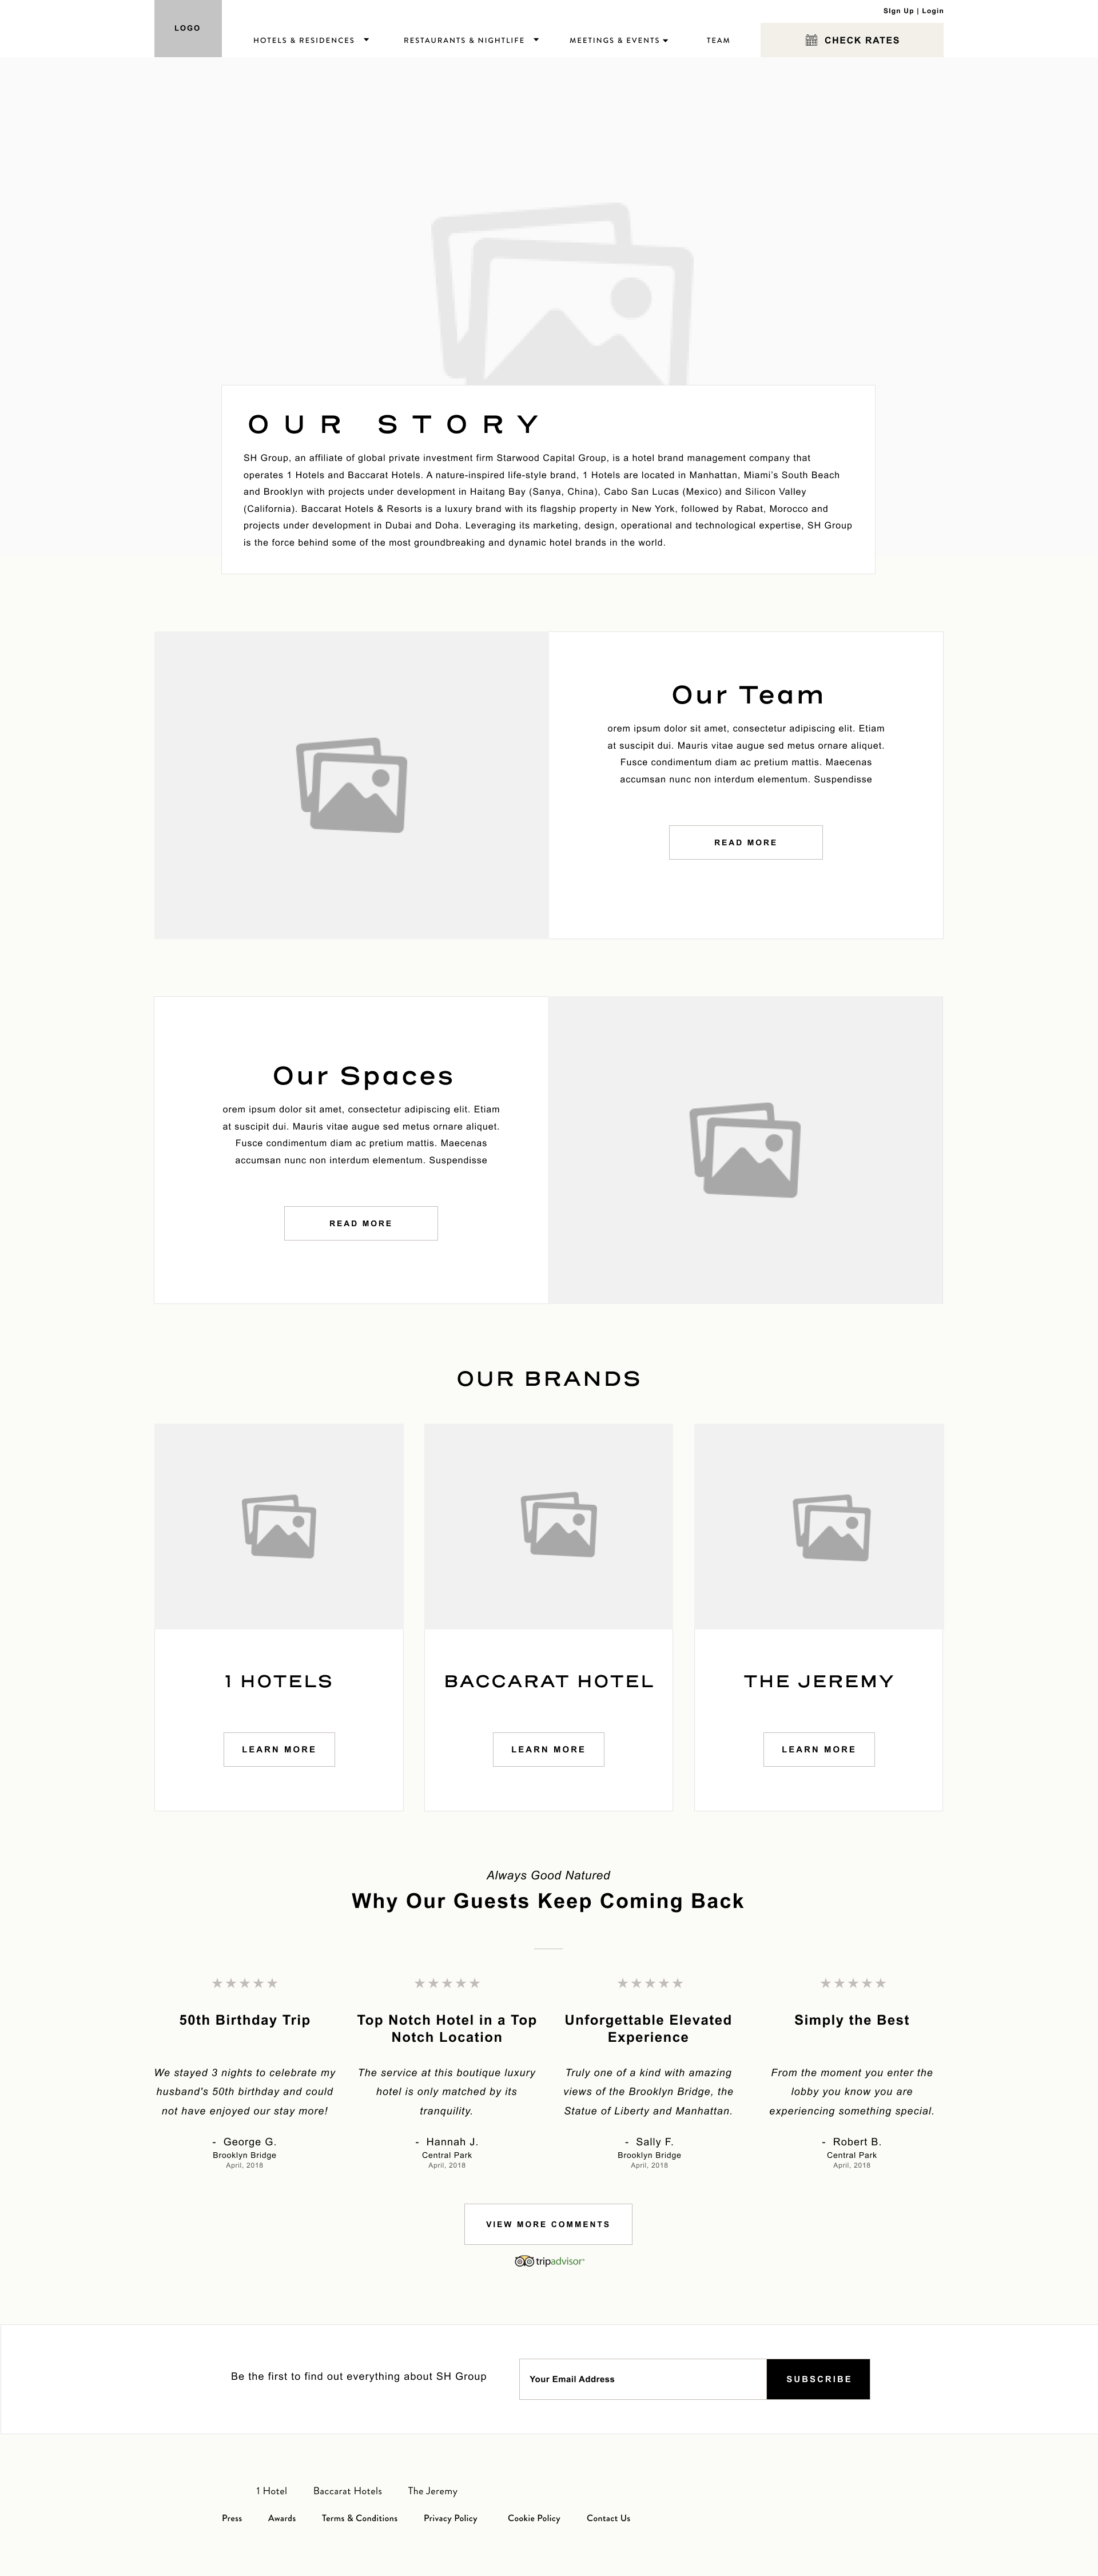 SIgn Up | Login
LOGO
HOTELS & RESIDENCES
RESTAURANTS & NIGHTLIFE
MEETINGS & EVENTS
TEAM
CHECK RATES
OUR STORY
SH Group, an affiliate of global private investment firm Starwood Capital Group, is a hotel brand management company that
operates 1 Hotels and Baccarat Hotels. A nature-inspired life-style brand, 1 Hotels are located in Manhattan, Miami's South Beach
and Brooklyn with projects under development in Haitang Bay (Sanya, China), Cabo San Lucas (Mexico) and Silicon Valley
(California). Baccarat Hotels & Resorts is a luxury brand with its flagship property in New York, followed by Rabat, Morocco and
projects under development in Dubai and Doha. Leveraging its marketing, design, operational and technological expertise, SH Group
is the force behind some of the most groundbreaking and dynamic hotel brands in the world.
Our Team
orem ipsum dolor sit amet, consectetur adipiscing elit. Etiam
at suscipit dui. Mauris vitae augue sed metus ornare aliquet.
Fusce condimentum diam ac pretium mattis. Maecenas
accumsan nunc non interdum elementum. Suspendisse
READ MORE
Our Spaces
orem ipsum dolor sit amet, consectetur adipiscing elit. Etiam
at suscipit dui. Mauris vitae augue sed metus ornare aliquet.
Fusce condimentum diam ac pretium mattis. Maecenas
accumsan nunc non interdum elementum. Suspendisse
READ MORE
OUR BRANDS
1 HOTELS
LEARN MORE
BACCARAT HOTEL
LEARN MORE
THE JEREMY
LEARN MORE
Always Good Natured
Why Our Guests Keep Coming Back
50th Birthday Trip
We stayed 3 nights to celebrate my
husband's 50th birthday and could
not have enjoyed our stay more!
- George G.
Brooklyn Bridge
April, 2018
Top Notch Hotel in a Top
Notch Location
The service at this boutique luxury
hotel is only matched by its
tranquility.
- Hannah J.
Central Park
April, 2018
Unforgettable Elevated
Experience
Truly one of a kind with amazing
views of the Brooklyn Bridge, the
Statue of Liberty and Manhattan.
- Sally F.
Brooklyn Bridge
April, 2018
Simply the Best
From the moment you enter the
lobby you know you are
experiencing something special.
- Robert B.
Central Park
April, 2018
VIEW MORE COMMENTS
tripadvisor
Be the first to find out everything about SH Group
Your Email Address
SUBSCRIBE
1 Hotel
Baccarat Hotels
The Jeremy
Press
Awards
Terms & Conditions
Privacy Policy
Cookie Policy
Contact Us